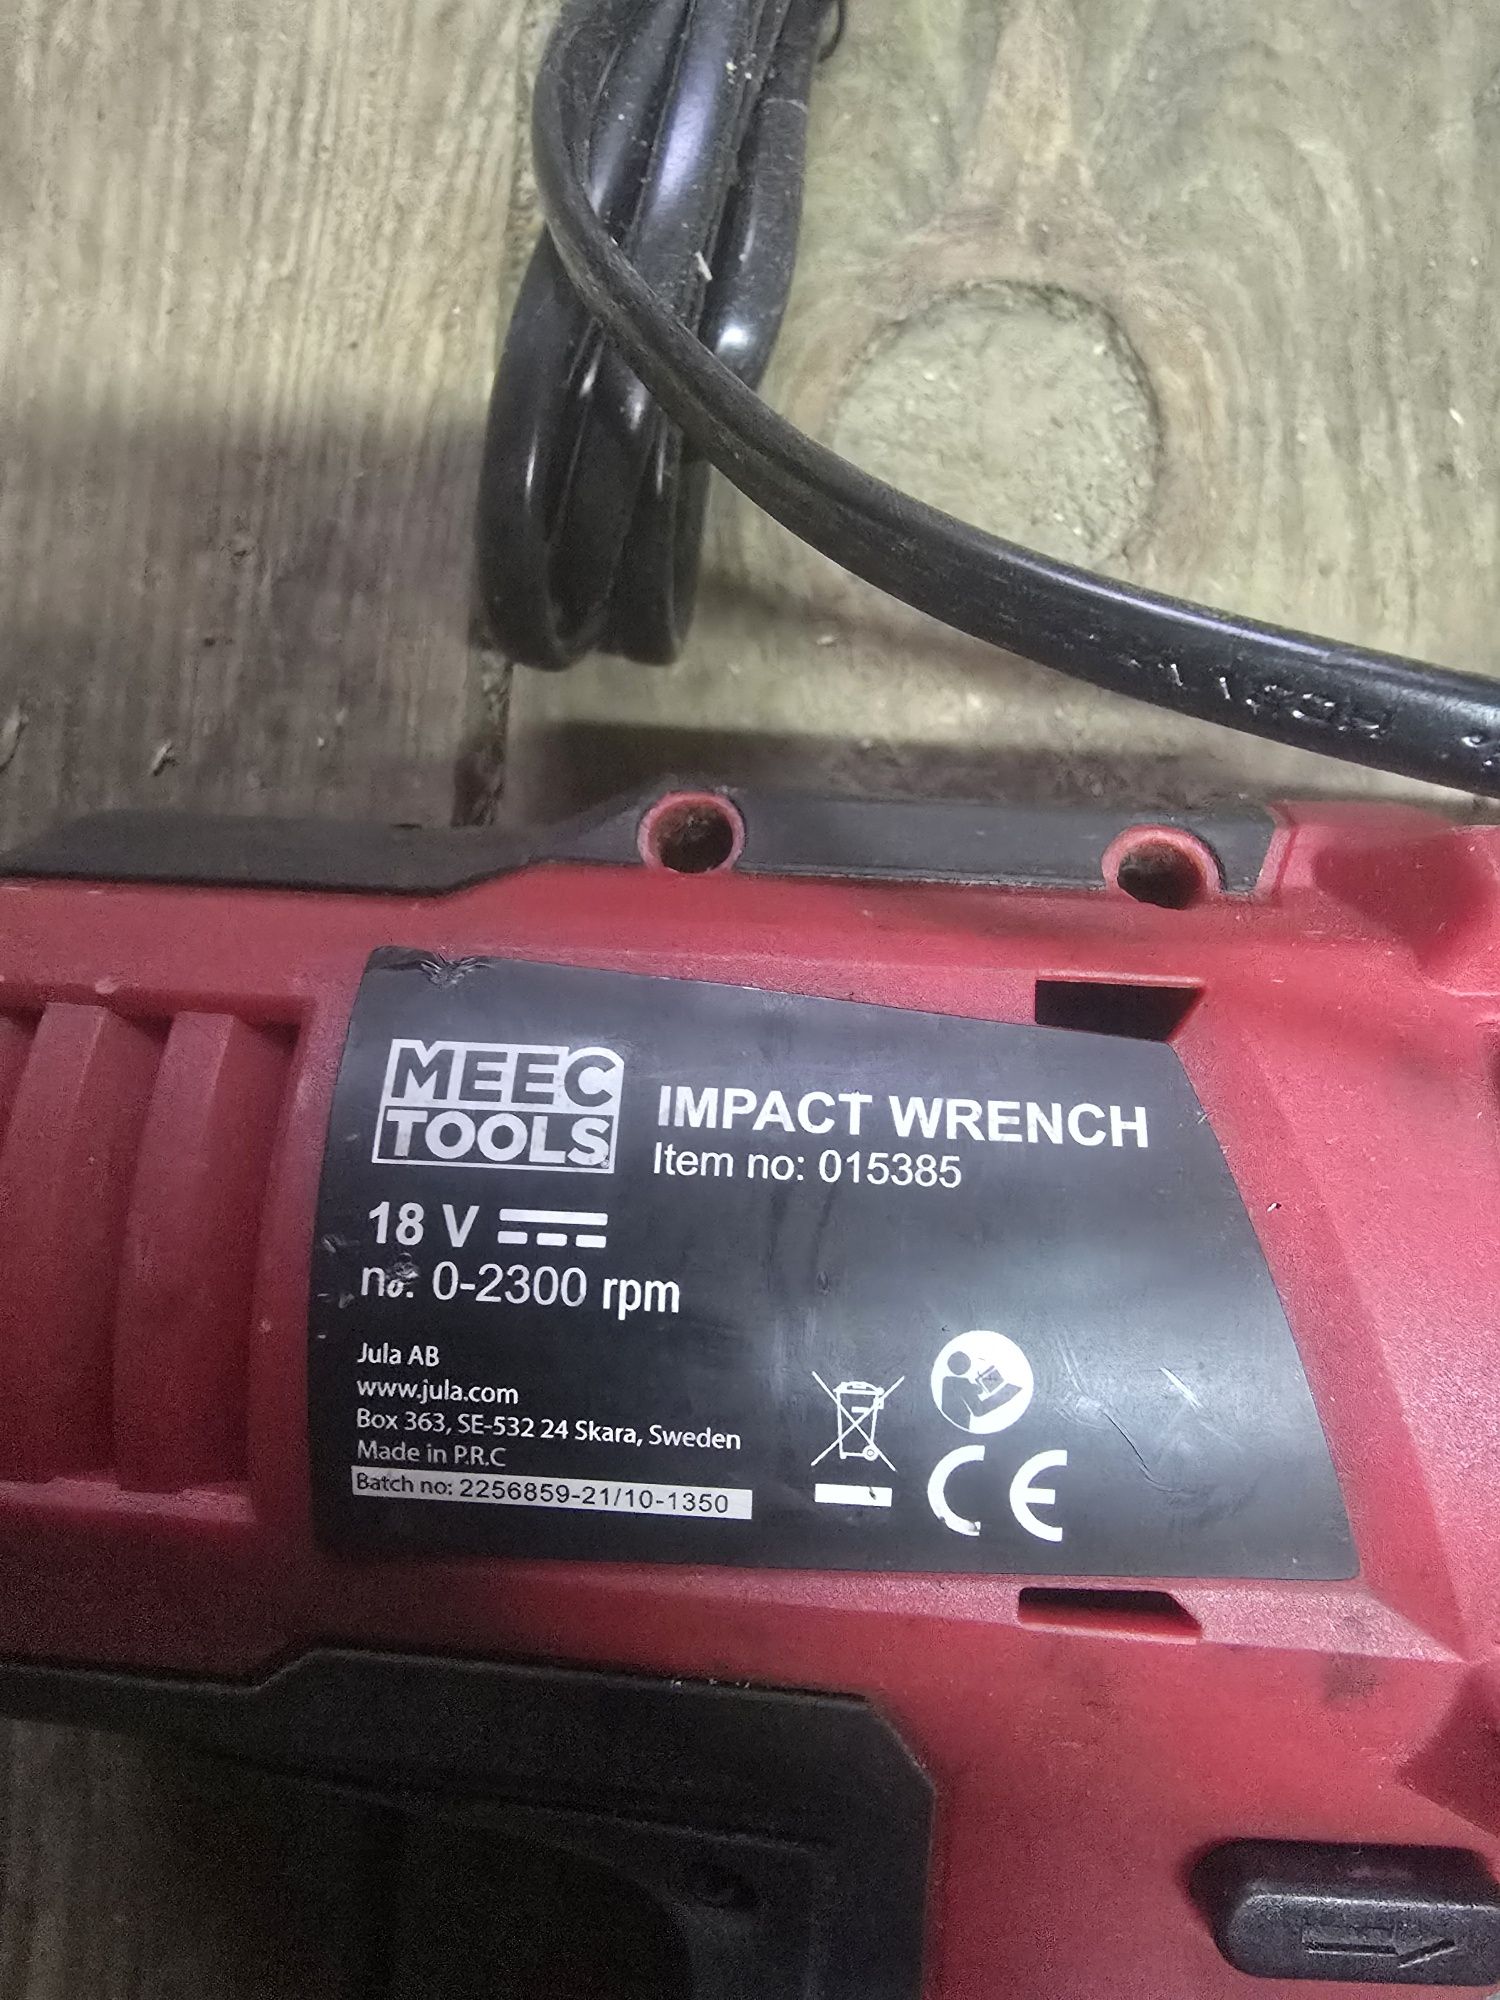 MEEC
TOOLS
IMPACT WRENCH
Item no: 015385
18 V
no: 0-2300 rpm
Jula AB
www.jula.com
Box 363, SE-532 24 Skara, Sweden
Made in P.R.C
Batch no: 2256859-21/10-1350
CE